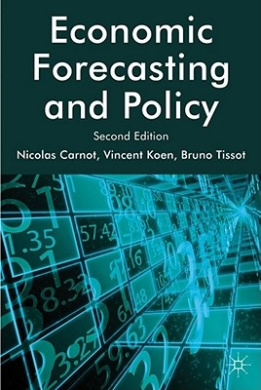 Economic
Forecasting
and Policy
Second Edition
Nicolas Carnot, Vincent Koen, Bruno Tissot